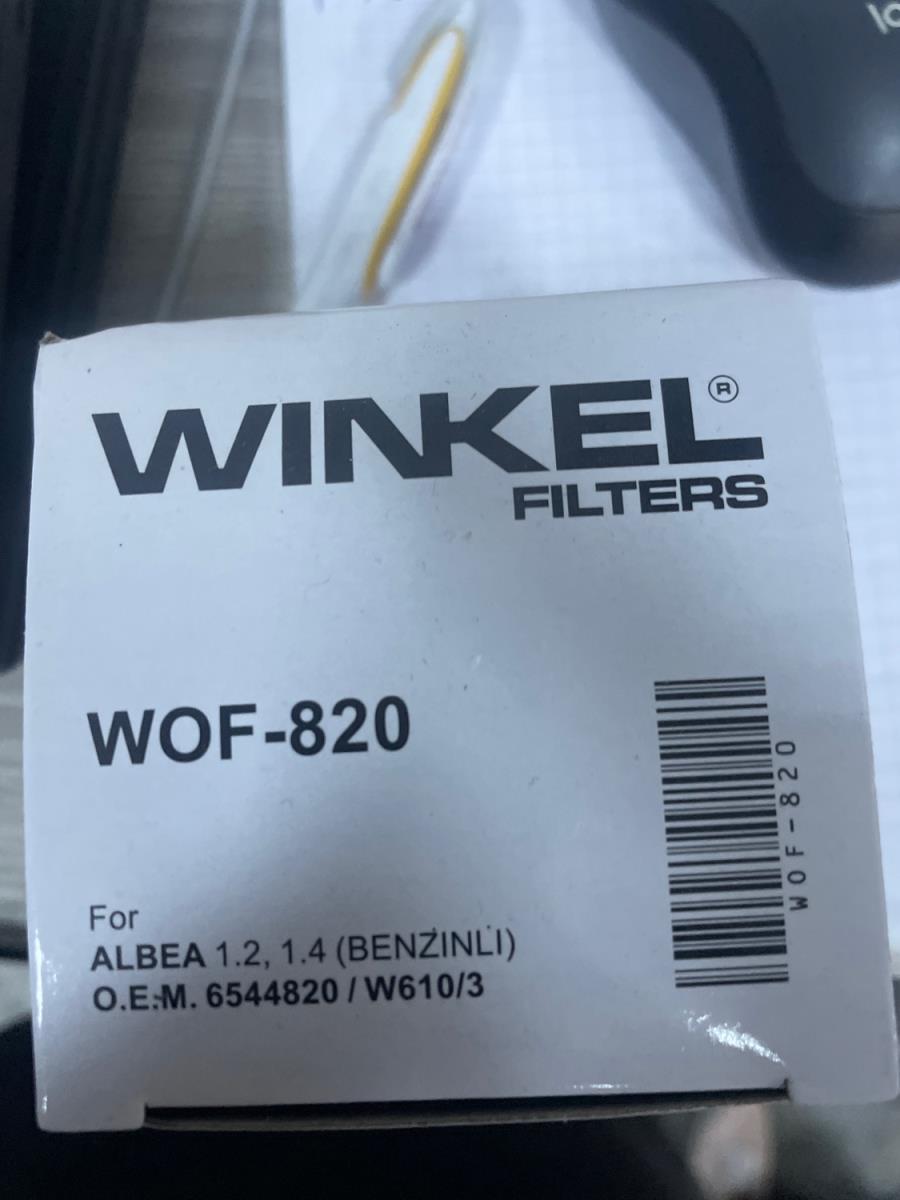 WINKEL®
FILTERS
WOF-820
WOF-820
For
ALBEA 1.2, 1.4 (BENZİNLİ)
O.E.M. 6544820 / W610/3